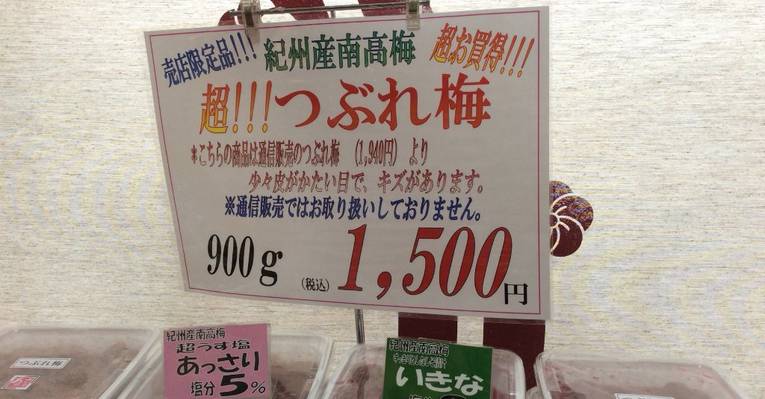 売店限定品!!! 紀州産南高梅 超お買得!!!
超!!!つぶれ梅
*こちらの商品は通信販売のつぶれ梅 (1,940円) より
少々皮がかたい目で、キズがあります。
※通信販売ではお取り扱いしておりません。
900g (税込) 1,500円
つぶれ梅
紀州産南高梅
超うす塩
あっさり
塩分5%
紀州産南高梅
いきな